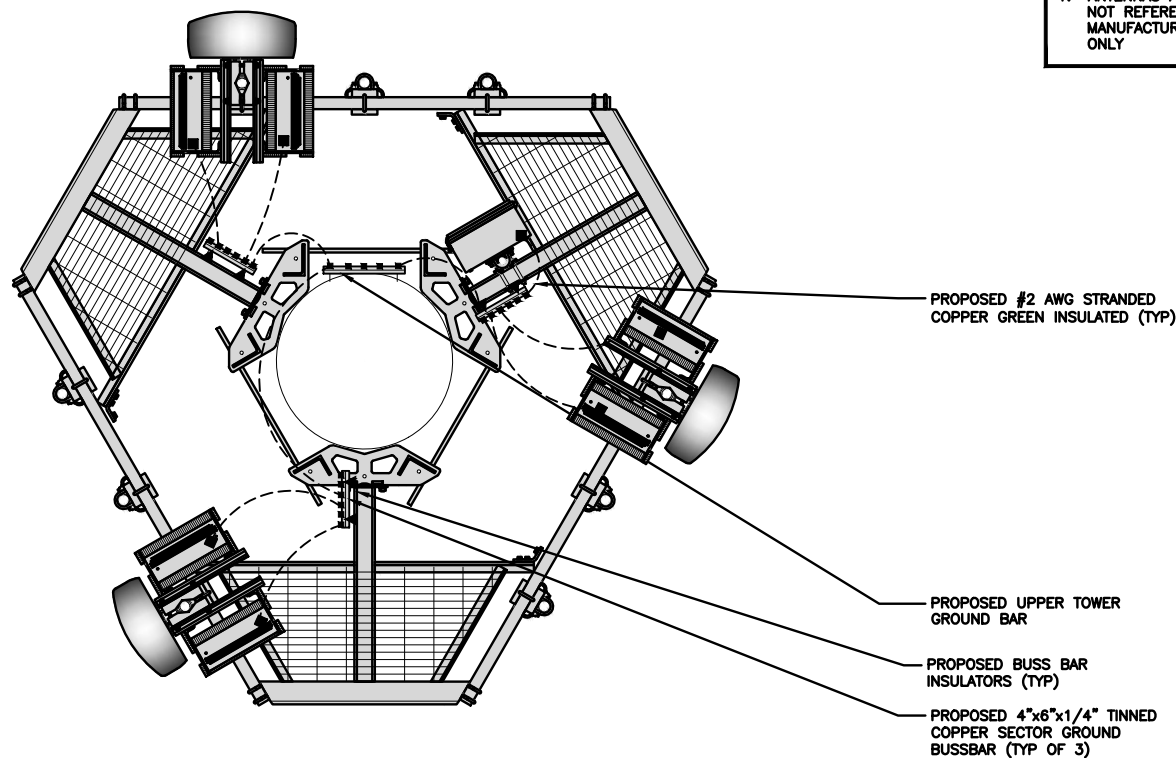 NOT REFERE
MANUFACTUR
ONLY
PROPOSED #2 AWG STRANDED
COPPER GREEN INSULATED (TYP)
PROPOSED UPPER TOWER
GROUND BAR
PROPOSED BUSS BAR
INSULATORS (TYP)
PROPOSED 4"x6"x1/4" TINNED
COPPER SECTOR GROUND
BUSSBAR (TYP OF 3)